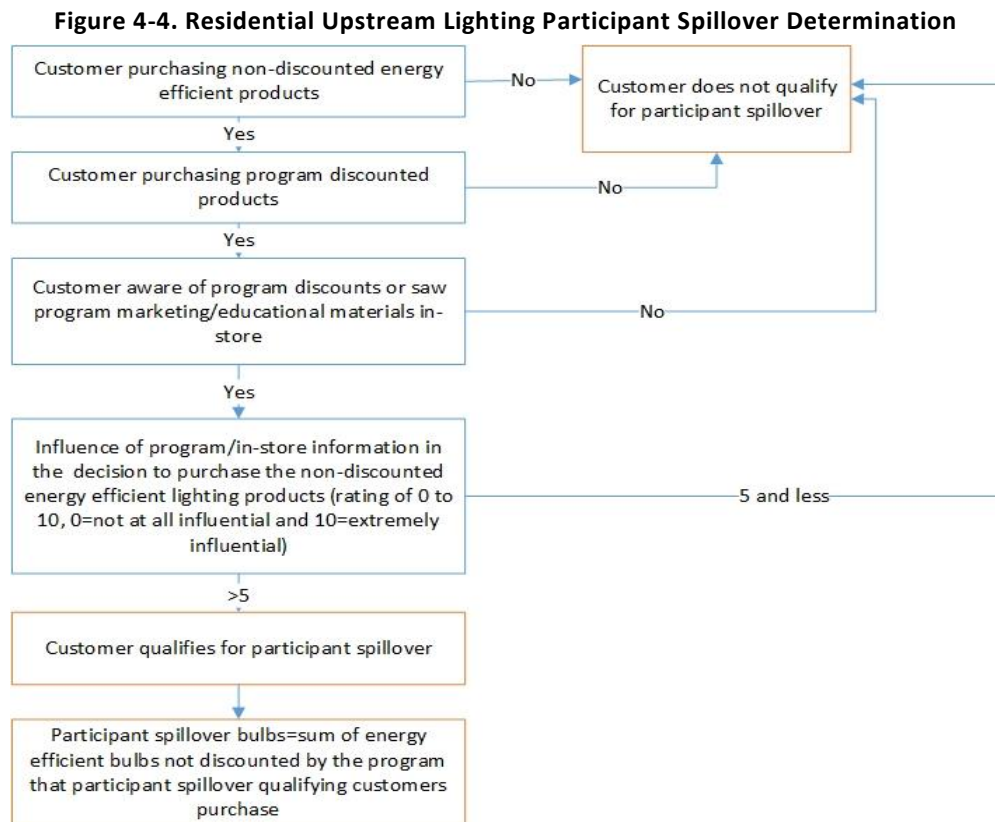 Figure 4-4. Residential Upstream Lighting Participant Spillover Determination
Customer purchasing non-discounted energy
efficient products
No
Customer does not qualify
for participant spillover
Yes
Customer purchasing program discounted
products
No
Yes
Customer aware of program discounts or saw
program marketing/educational materials in-
store
No
Yes
Influence of program/in-store information in
the decision to purchase the non-discounted
energy efficient lighting products (rating of 0 to
10, 0=not at all influential and 10=extremely
influential)
5 and less
>5
Customer qualifies for participant spillover
Participant spillover bulbs=sum of energy
efficient bulbs not discounted by the program
that participant spillover qualifying customers
purchase